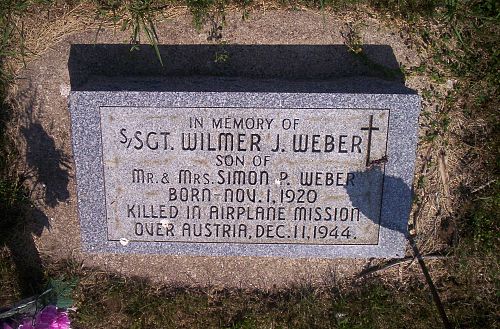 IN MEMORY OF
S/SGT. WILMER J. WEBER
SON OF
MR. & MRS. SIMON P. WEBER
BORN - NOV. 1, 1920
KILLED IN AIRPLANE MISSION
OVER AUSTRIA, DEC. 11, 1944.